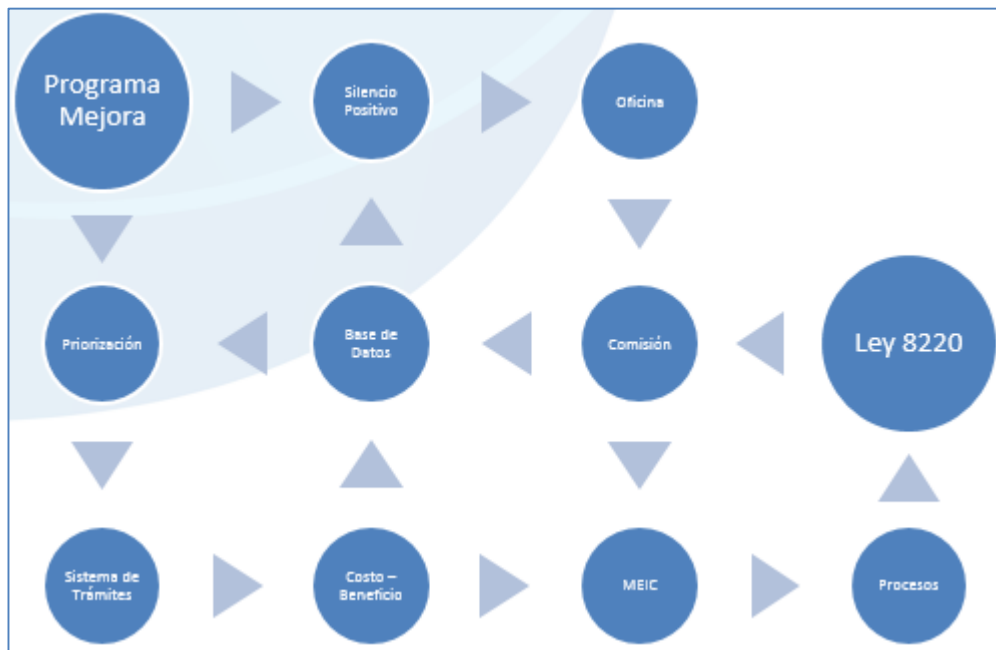 Programa
Mejora
Silencio
Positivo
Oficina
Priorización
Base de
Datos
Comisión
Ley 8220
Sistema de
Trámites
Costo –
Beneficio
MEIC
Procesos